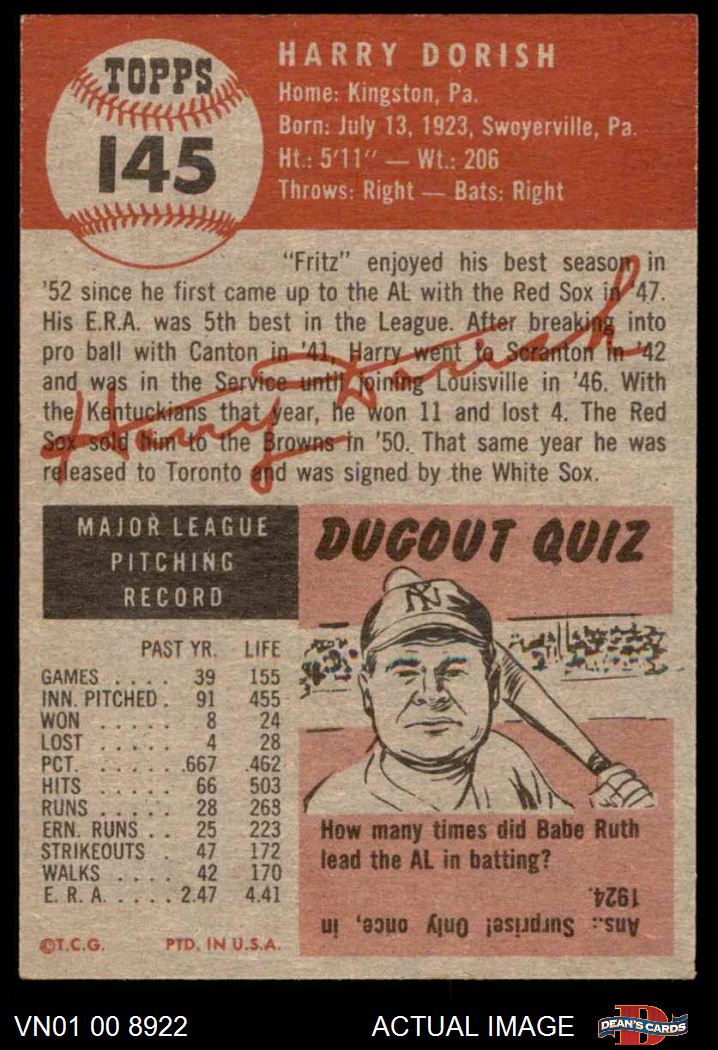 TOPPS
145
HARRY DORISH
Home: Kingston, Pa.
Born: July 13, 1923, Swoyerville, Pa.
Ht.: 5'11" — Wt.: 206
Throws: Right — Bats: Right
"Fritz" enjoyed his best season in
'52 since he first came up to the AL with the Red Sox in '47.
His E.R.A. was 5th best in the League. After breaking into
pro ball with Canton in '41, Harry went to Scranton in '42
and was in the Service until joining Louisville in '46. With
the Kentuckians that year, he won 11 and lost 4. The Red
Sox sold him to the Browns in '50. That same year he was
released to Toronto and was signed by the White Sox.
Harry Dorish
MAJOR LEAGUE
PITCHING
RECORD
PAST YR. LIFE
GAMES . . . . 39 155
INN. PITCHED . 91 455
WON . . . . . 8 24
LOST . . . . . 4 28
PCT. . . . . . .667 .462
HITS . . . . . 66 503
RUNS . . . . . 28 263
ERN. RUNS . . 25 223
STRIKEOUTS . 47 172
WALKS . . . . 42 170
E. R. A. . . . . 2.47 4.41
©T.C.G. PTD. IN U.S.A.
DUGOUT QUIZ
NY
How many times did Babe Ruth
lead the AL in batting?
Ans.: Surprise! Only once, in
1924.
VN01 00 8922
ACTUAL IMAGE
D
DEAN'S CARDS